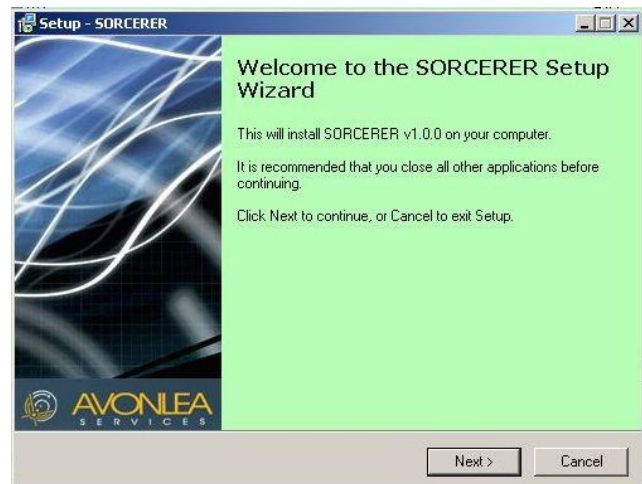 Setup - SORCERER
Welcome to the SORCERER Setup
Wizard
This will install SORCERER v1.0.0 on your computer.
It is recommended that you close all other applications before
continuing.
Click Next to continue, or Cancel to exit Setup.
AVONLEA
SERVICES
Next >
Cancel